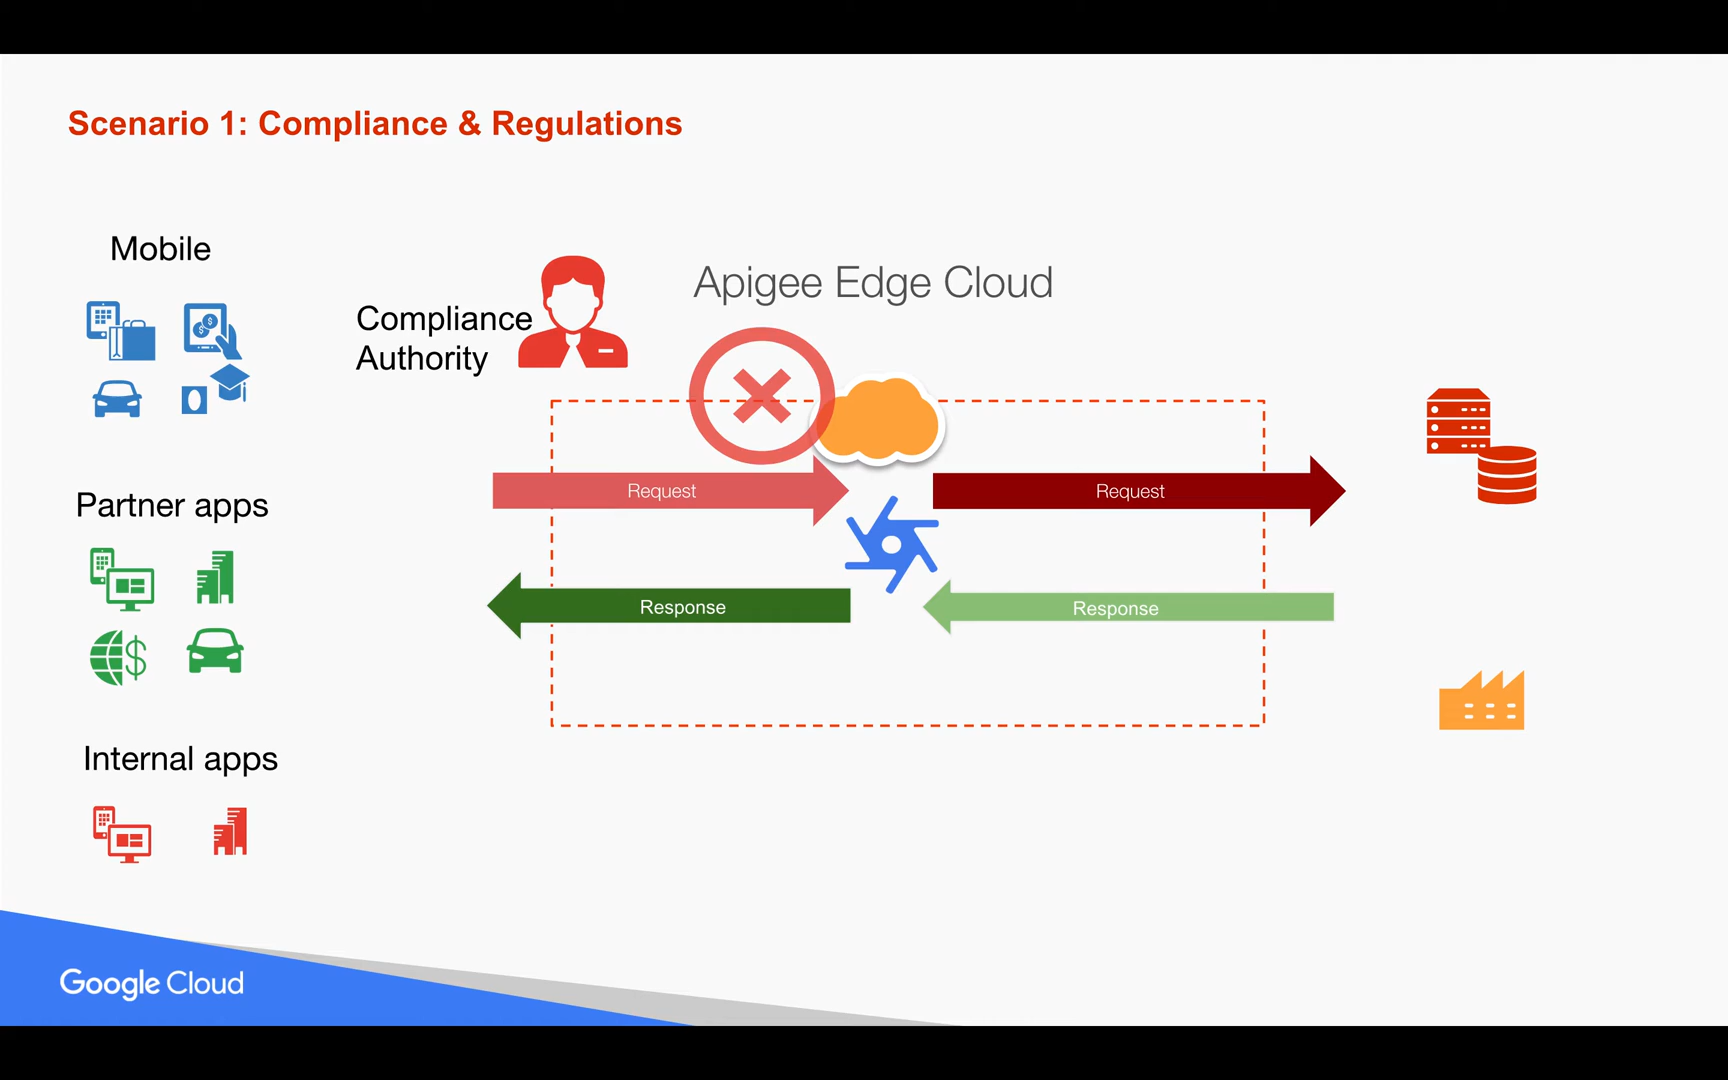 Scenario 1: Compliance & Regulations
Mobile
Compliance
Authority
Apigee Edge Cloud
Request
Request
Partner apps
Response
Response
Internal apps
Google Cloud